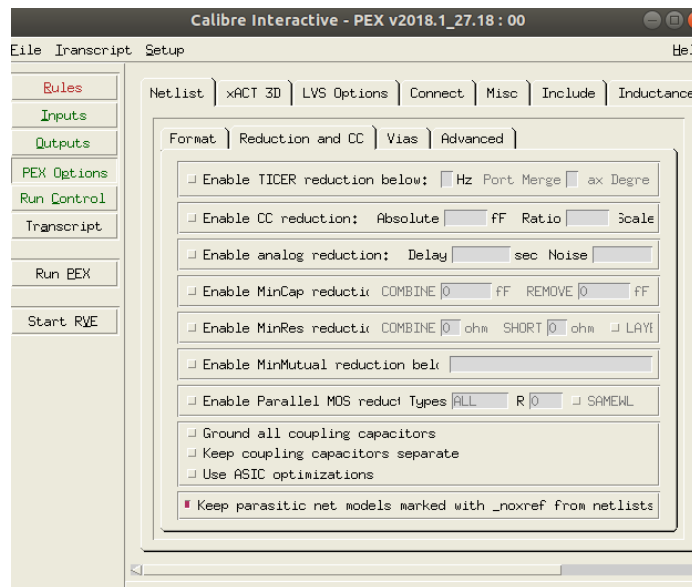 Calibre Interactive - PEX v2018.1_27.18 : 00
File Transcript Setup Hel
Rules
Inputs
Outputs
PEX Options
Run Control
Transcript
Run PEX
Start RVE
Netlist xACT 3D LVS Options Connect Misc Include Inductance
Format Reduction and CC Vias Advanced
Enable TICER reduction below: Hz Port Merge ax Degre
Enable CC reduction: Absolute fF Ratio Scale
Enable analog reduction: Delay sec Noise
Enable MinCap reductic COMBINE 0 fF REMOVE 0 fF
Enable MinRes reductic COMBINE 0 ohm SHORT 0 ohm LAYE
Enable MinMutual reduction belo
Enable Parallel MOS reduct Types ALL R 0 SAMEWL
Ground all coupling capacitors
Keep coupling capacitors separate
Use ASIC optimizations
Keep parasitic net models marked with _noxref from netlists